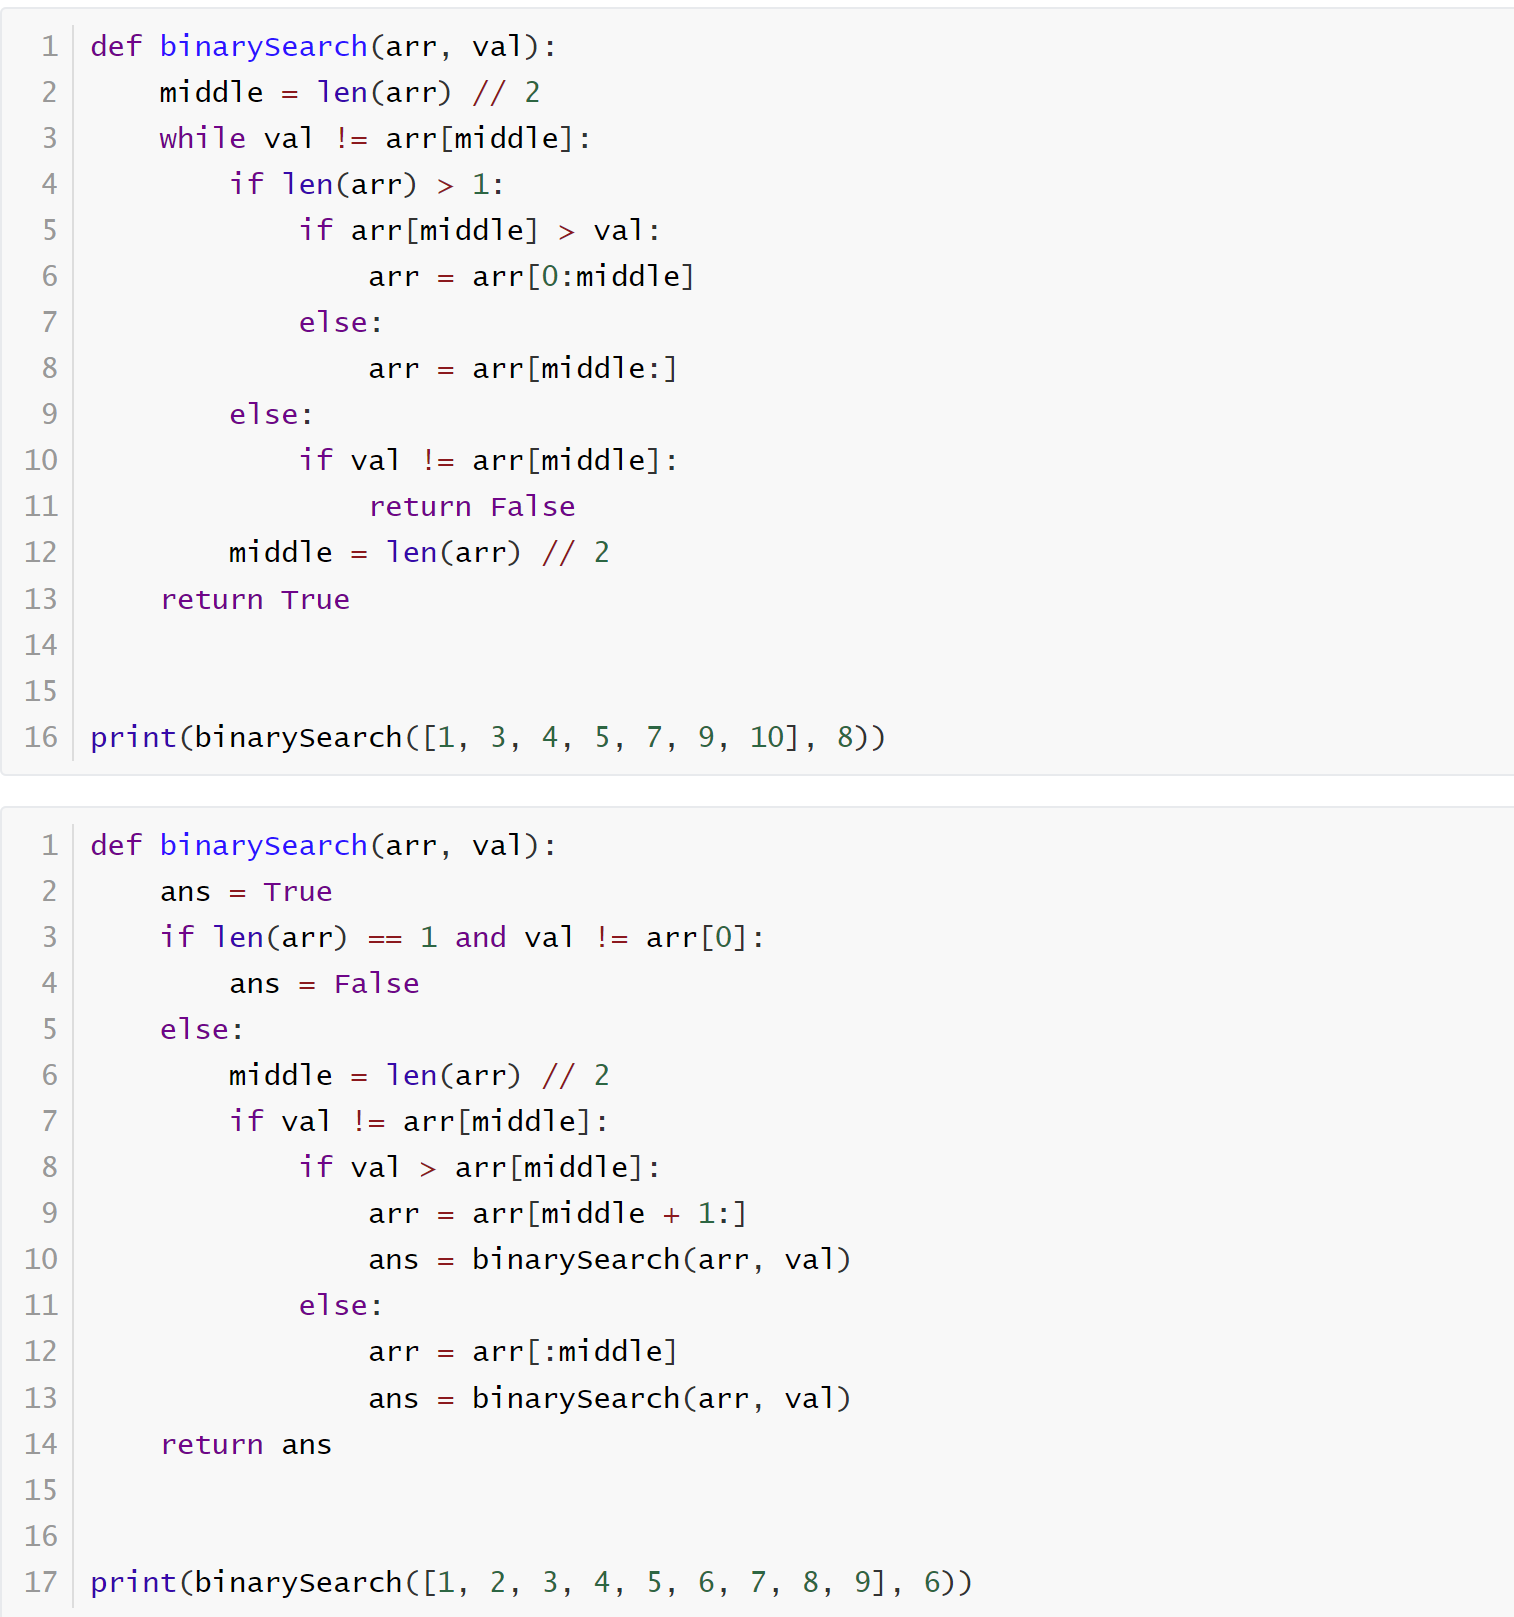 1 def binarySearch(arr, val):
2     middle = len(arr) // 2
3     while val != arr[middle]:
4         if len(arr) > 1:
5             if arr[middle] > val:
6                 arr = arr[0:middle]
7             else:
8                 arr = arr[middle:]
9         else:
10             if val != arr[middle]:
11                 return False
12         middle = len(arr) // 2
13     return True
14
15
16 print(binarySearch([1, 3, 4, 5, 7, 9, 10], 8))
1 def binarySearch(arr, val):
2     ans = True
3     if len(arr) == 1 and val != arr[0]:
4         ans = False
5     else:
6         middle = len(arr) // 2
7         if val != arr[middle]:
8             if val > arr[middle]:
9                 arr = arr[middle + 1:]
10                 ans = binarySearch(arr, val)
11             else:
12                 arr = arr[:middle]
13                 ans = binarySearch(arr, val)
14     return ans
15
16
17 print(binarySearch([1, 2, 3, 4, 5, 6, 7, 8, 9], 6))